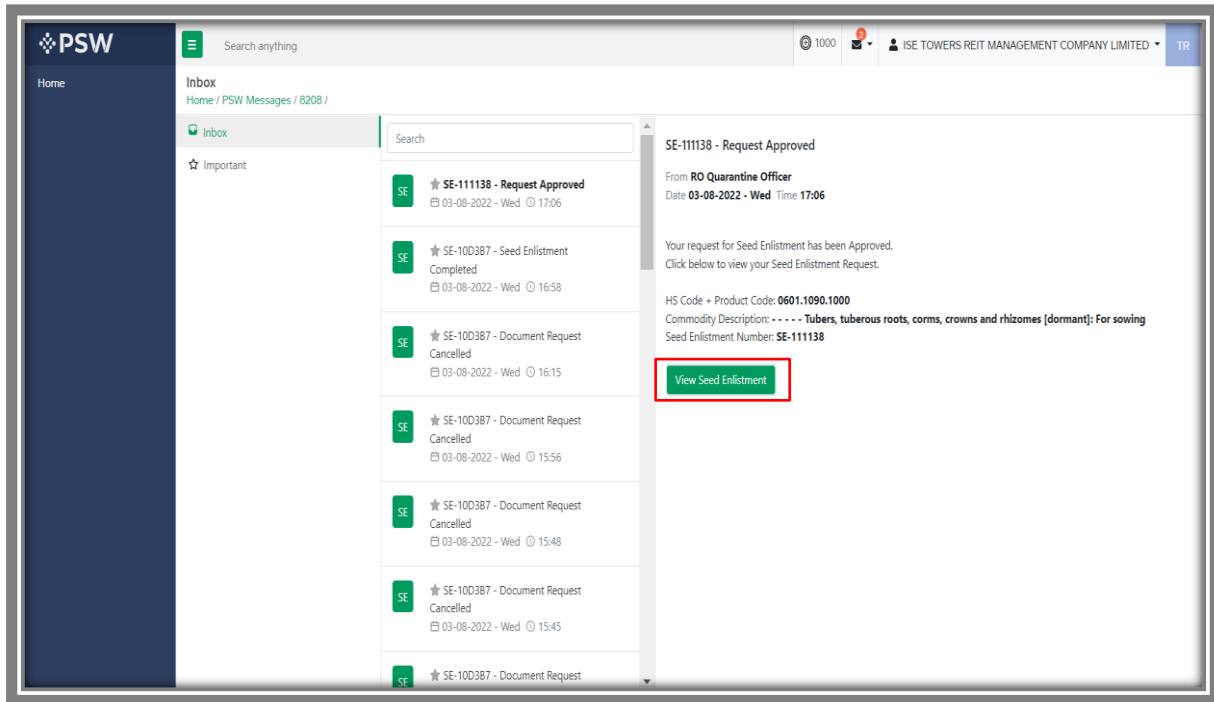 PSW
Search anything
1000
2
ISE TOWERS REIT MANAGEMENT COMPANY LIMITED
TR
Home
Inbox
Home / PSW Messages / 8208 /
Inbox
Important
Search
SE
SE-111138 - Request Approved
03-08-2022 - Wed 17:06
SE
SE-10D3B7 - Seed Enlistment
Completed
03-08-2022 - Wed 16:58
SE
SE-10D3B7 - Document Request
Cancelled
03-08-2022 - Wed 16:15
SE
SE-10D3B7 - Document Request
Cancelled
03-08-2022 - Wed 15:56
SE
SE-10D3B7 - Document Request
Cancelled
03-08-2022 - Wed 15:48
SE
SE-10D3B7 - Document Request
Cancelled
03-08-2022 - Wed 15:45
SE
SE-10D3B7 - Document Request
SE-111138 - Request Approved
From RO Quarantine Officer
Date 03-08-2022 - Wed Time 17:06
Your request for Seed Enlistment has been Approved.
Click below to view your Seed Enlistment Request.
HS Code + Product Code: 0601.1090.1000
Commodity Description: - - - - - Tubers, tuberous roots, corms, crowns and rhizomes [dormant]: For sowing
Seed Enlistment Number: SE-111138
View Seed Enlistment